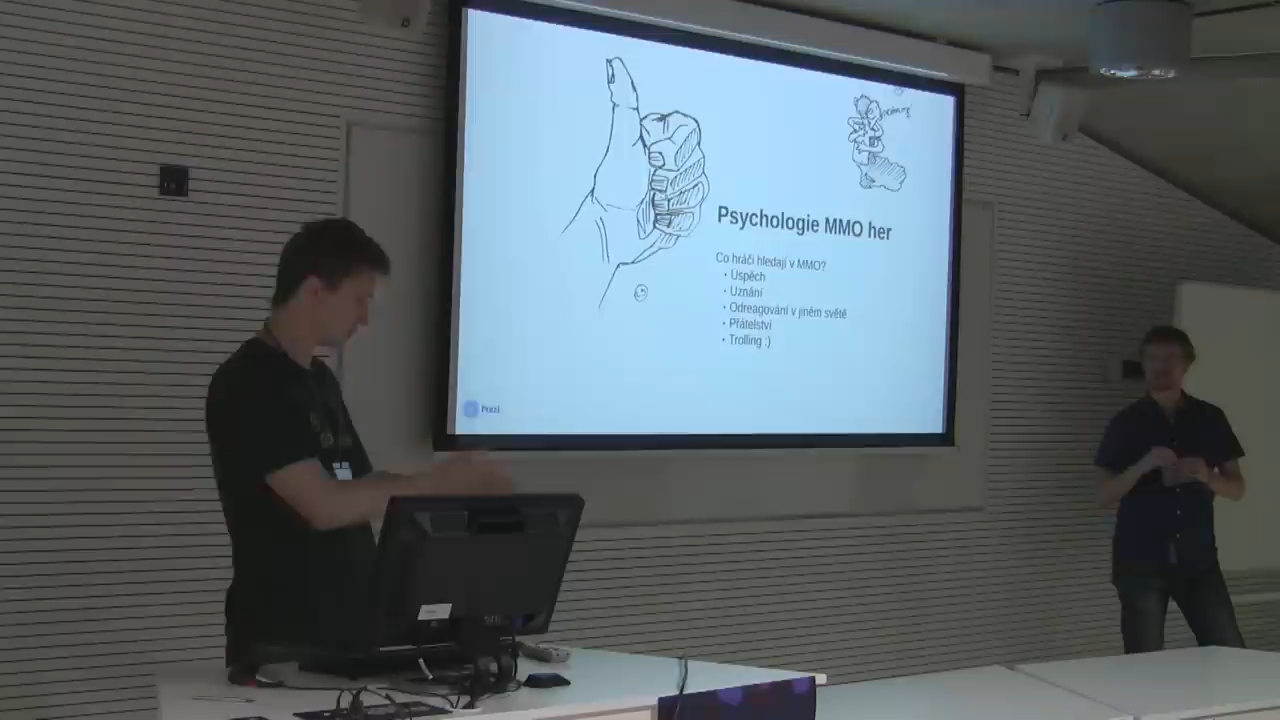 Psychologie MMO her
Co hráči hledají v MMO?
• Úspěch
• Uznání
• Odreagování v jiném světě
• Přátelství
• Trolling :)
Prezi